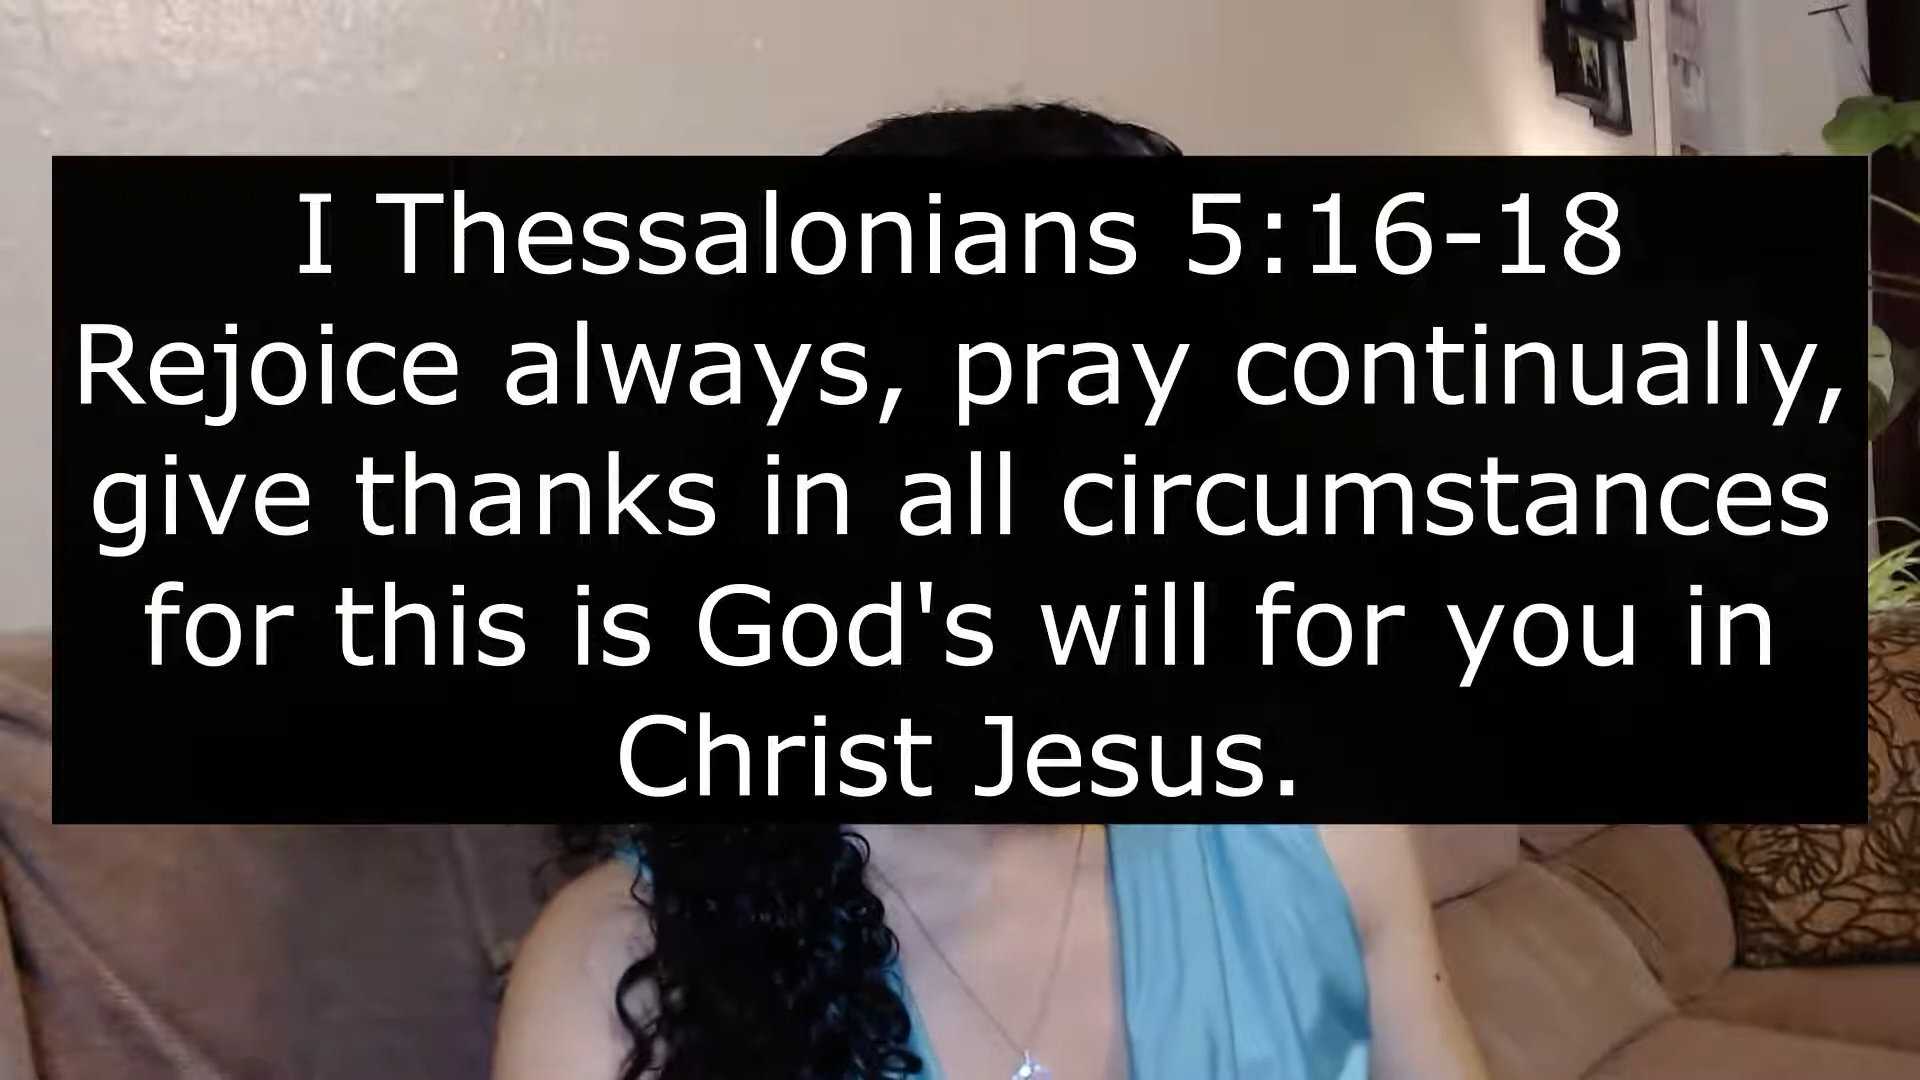 I Thessalonians 5:16-18
Rejoice always, pray continually,
give thanks in all circumstances
for this is God's will for you in
Christ Jesus.